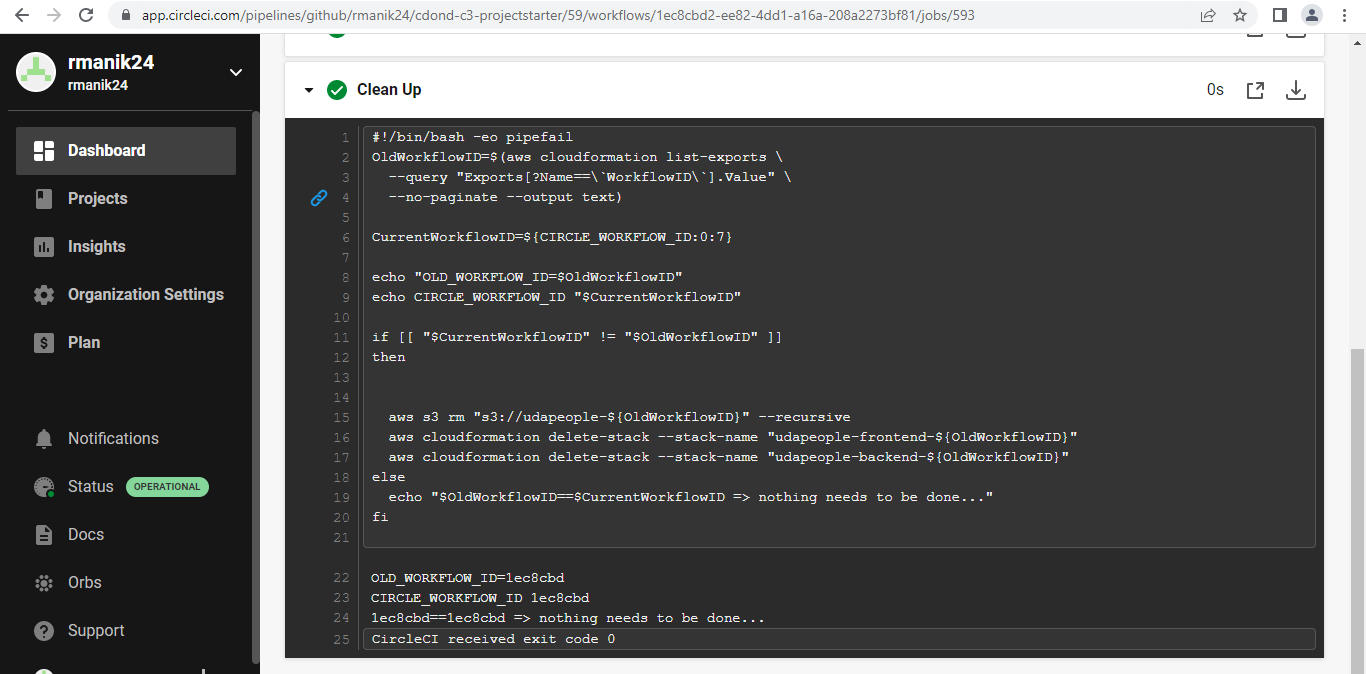 app.circleci.com/pipelines/github/rmanik24/cdond-c3-projectstarter/59/workflows/1ec8cbd2-ee82-4dd1-a16a-208a2273bf81/jobs/593
rmanik24
rmanik24
Dashboard
Projects
Insights
Organization Settings
Plan
Notifications
Status OPERATIONAL
Docs
Orbs
Support
Clean Up 0s
1 #!/bin/bash -eo pipefail
2 OldWorkflowID=$(aws cloudformation list-exports \
3 --query "Exports[?Name==\`WorkflowID\`].Value" \
4 --no-paginate --output text)
5
6 CurrentWorkflowID=${CIRCLE_WORKFLOW_ID:0:7}
7
8 echo "OLD_WORKFLOW_ID=$OldWorkflowID"
9 echo CIRCLE_WORKFLOW_ID "$CurrentWorkflowID"
10
11 if [[ "$CurrentWorkflowID" != "$OldWorkflowID" ]]
12 then
13
14
15 aws s3 rm "s3://udapeople-${OldWorkflowID}" --recursive
16 aws cloudformation delete-stack --stack-name "udapeople-frontend-${OldWorkflowID}"
17 aws cloudformation delete-stack --stack-name "udapeople-backend-${OldWorkflowID}"
18 else
19 echo "$OldWorkflowID==$CurrentWorkflowID => nothing needs to be done..."
20 fi
21
22 OLD_WORKFLOW_ID=1ec8cbd
23 CIRCLE_WORKFLOW_ID 1ec8cbd
24 1ec8cbd==1ec8cbd => nothing needs to be done...
25 CircleCI received exit code 0